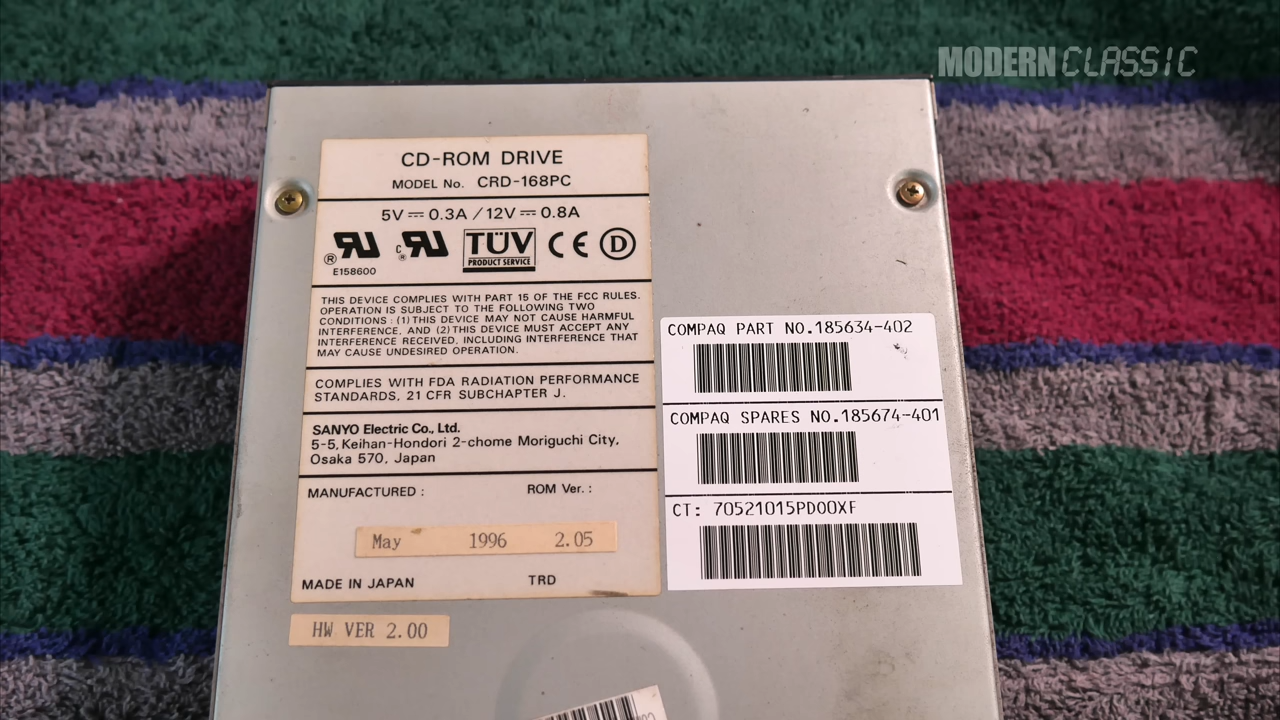 MODERN CLASSIC
CD-ROM DRIVE
MODEL No. CRD-168PC
5V⎓0.3A / 12V⎓0.8A
E158600
TÜV
PRODUCT SERVICE
CE
D
THIS DEVICE COMPLIES WITH PART 15 OF THE FCC RULES.
OPERATION IS SUBJECT TO THE FOLLOWING TWO
CONDITIONS : (1) THIS DEVICE MAY NOT CAUSE HARMFUL
INTERFERENCE, AND (2) THIS DEVICE MUST ACCEPT ANY
INTERFERENCE RECEIVED, INCLUDING INTERFERENCE THAT
MAY CAUSE UNDESIRED OPERATION.
COMPLIES WITH FDA RADIATION PERFORMANCE
STANDARDS, 21 CFR SUBCHAPTER J.
SANYO Electric Co., Ltd.
5-5, Keihan-Hondori 2-chome Moriguchi City,
Osaka 570, Japan
MANUFACTURED : ROM Ver. :
May 1996 2.05
MADE IN JAPAN TRD
HW VER 2.00
COMPAQ PART NO.185634-402
COMPAQ SPARES NO.185674-401
CT: 70521015PD00XF